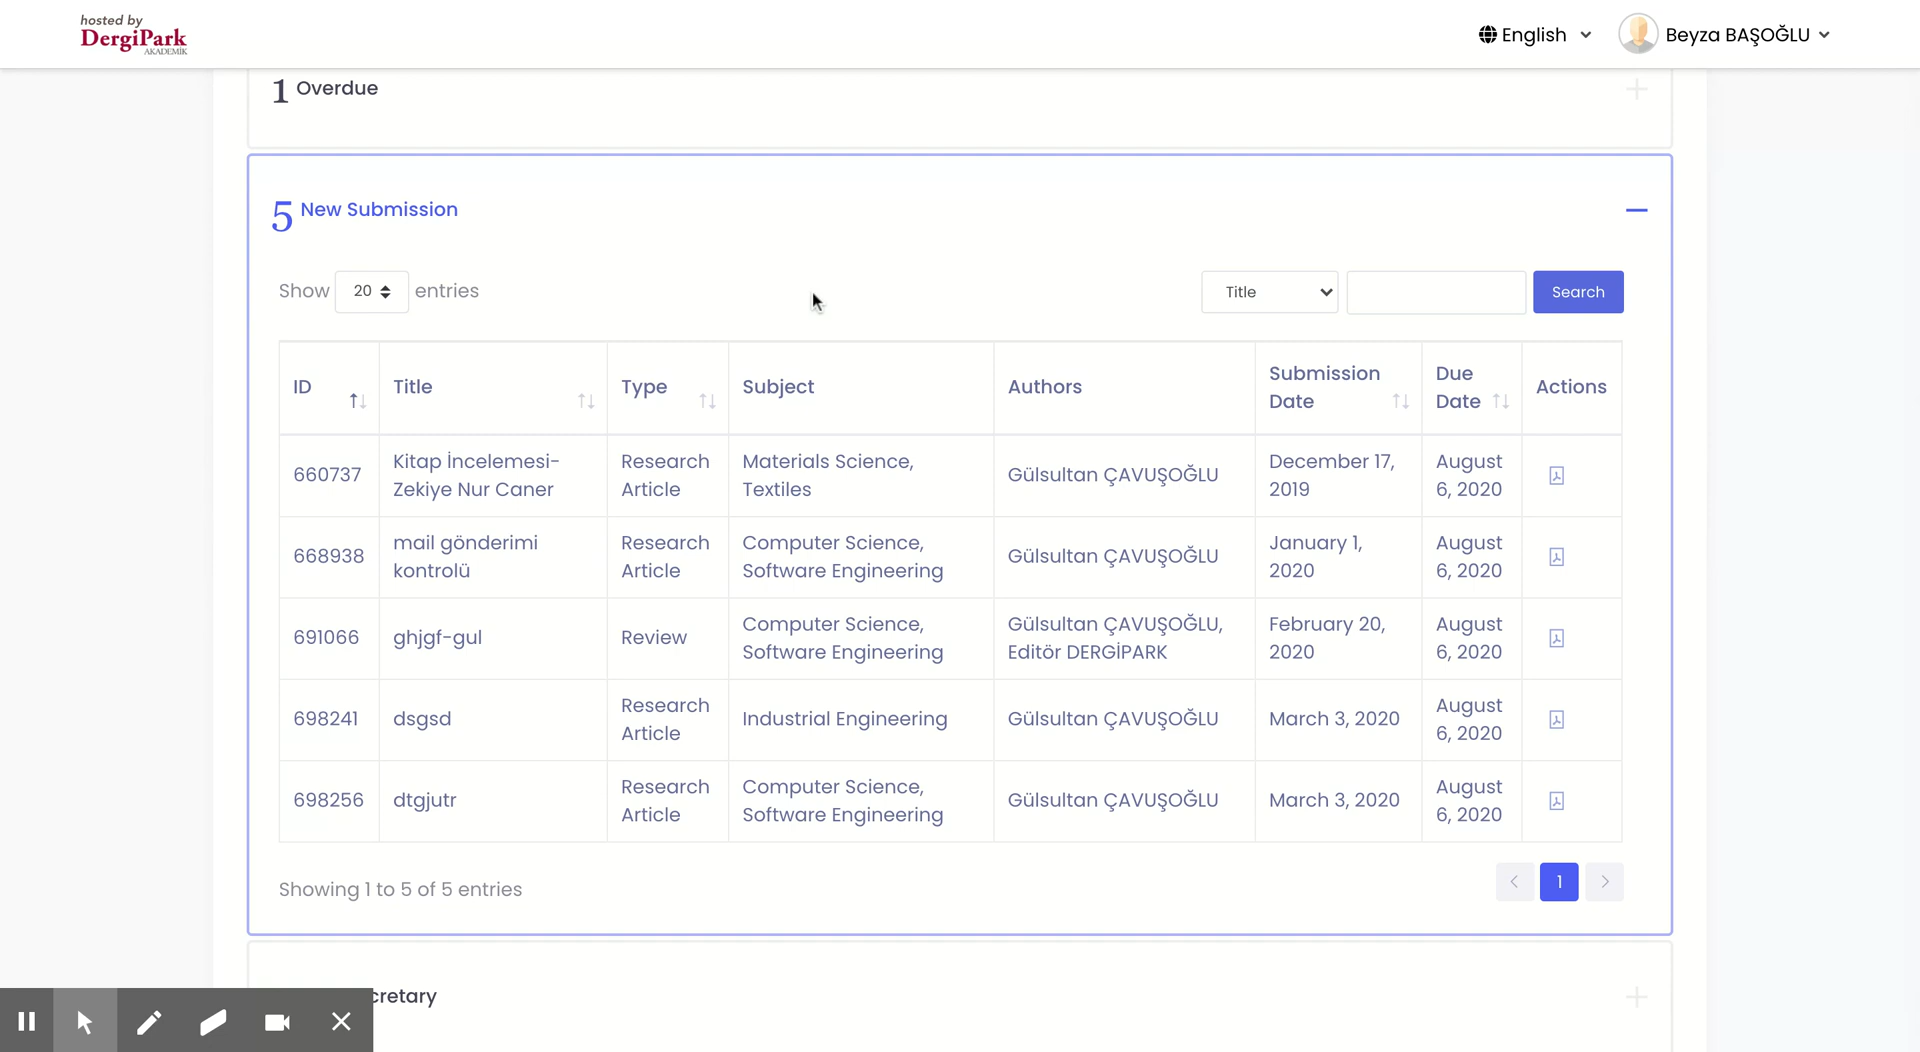 hosted by
DergiPark
AKADEMİK
English
Beyza BAŞOĞLU
1 Overdue
5 New Submission
Show 20 entries
Title
Search
ID
Title
Type
Subject
Authors
Submission
Date
Due
Date
Actions
660737
Kitap İncelemesi-
Zekiye Nur Caner
Research
Article
Materials Science,
Textiles
Gülsultan ÇAVUŞOĞLU
December 17,
2019
August
6, 2020
668938
mail gönderimi
kontrolü
Research
Article
Computer Science,
Software Engineering
Gülsultan ÇAVUŞOĞLU
January 1,
2020
August
6, 2020
691066
ghjgf-gul
Review
Computer Science,
Software Engineering
Gülsultan ÇAVUŞOĞLU,
Editör DERGİPARK
February 20,
2020
August
6, 2020
698241
dsgsd
Research
Article
Industrial Engineering
Gülsultan ÇAVUŞOĞLU
March 3, 2020
August
6, 2020
698256
dtgjutr
Research
Article
Computer Science,
Software Engineering
Gülsultan ÇAVUŞOĞLU
March 3, 2020
August
6, 2020
Showing 1 to 5 of 5 entries
1
cretary